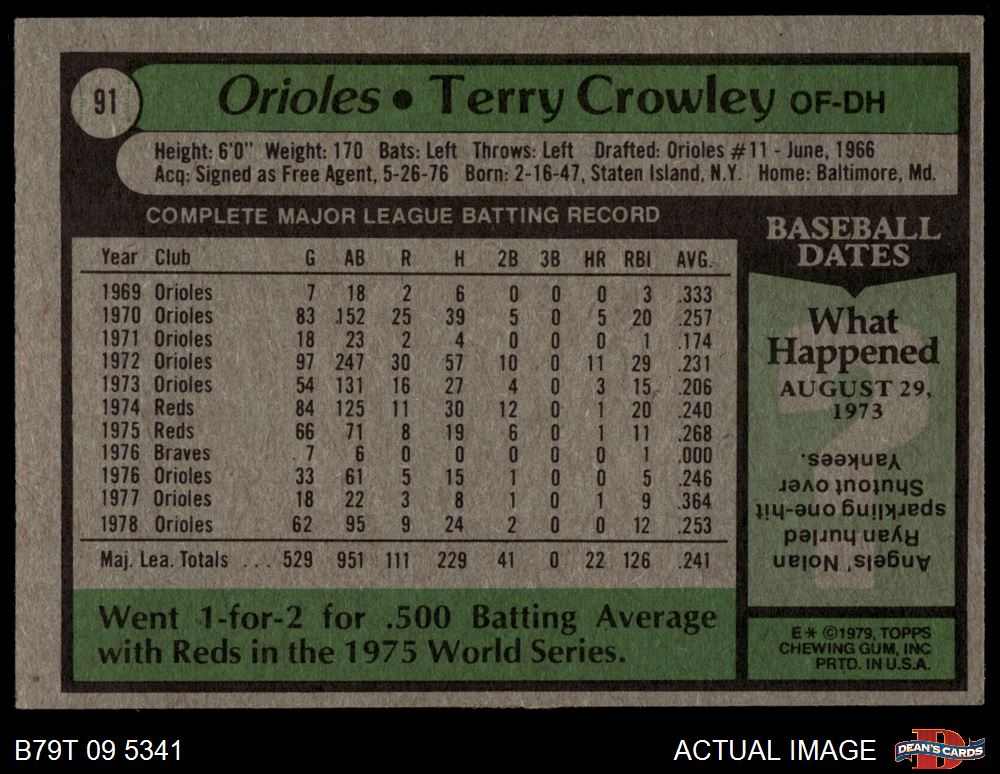 91
Orioles • Terry Crowley OF-DH
Height: 6'0" Weight: 170 Bats: Left Throws: Left Drafted: Orioles #11 - June, 1966
Acq: Signed as Free Agent, 5-26-76 Born: 2-16-47, Staten Island, N.Y. Home: Baltimore, Md.
COMPLETE MAJOR LEAGUE BATTING RECORD
Year Club G AB R H 2B 3B HR RBI AVG.
1969 Orioles 7 18 2 6 0 0 0 3 .333
1970 Orioles 83 152 25 39 5 0 5 20 .257
1971 Orioles 18 23 2 4 0 0 0 1 .174
1972 Orioles 97 247 30 57 10 0 11 29 .231
1973 Orioles 54 131 16 27 4 0 3 15 .206
1974 Reds 84 125 11 30 12 0 1 20 .240
1975 Reds 66 71 8 19 6 0 1 11 .268
1976 Braves 7 6 0 0 0 0 0 1 .000
1976 Orioles 33 61 5 15 1 0 0 5 .246
1977 Orioles 18 22 3 8 1 0 1 9 .364
1978 Orioles 62 95 9 24 2 0 0 12 .253
Maj. Lea. Totals ... 529 951 111 229 41 0 22 126 .241
Went 1-for-2 for .500 Batting Average
with Reds in the 1975 World Series.
BASEBALL
DATES
What
Happened
AUGUST 29,
1973
Angels' Nolan
Ryan hurled
sparkling one-hit
Shutout over
Yankees.
E* ©1979, TOPPS
CHEWING GUM, INC
PRTD. IN U.S.A.
B79T 09 5341
ACTUAL IMAGE
DEAN'S CARDS